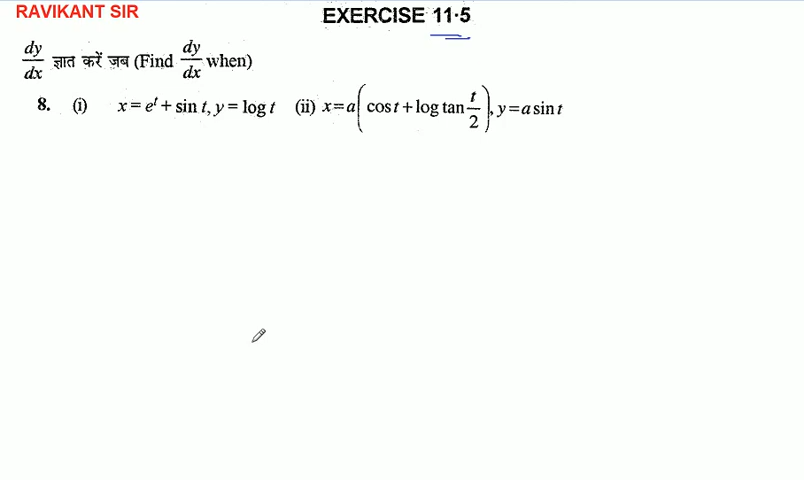 RAVIKANT SIR
EXERCISE 11·5
dy/dx ज्ञात करें जब (Find dy/dx when)
8. (i) x = e^t + sin t, y = log t (ii) x = a(cos t + log tan t/2), y = a sin t